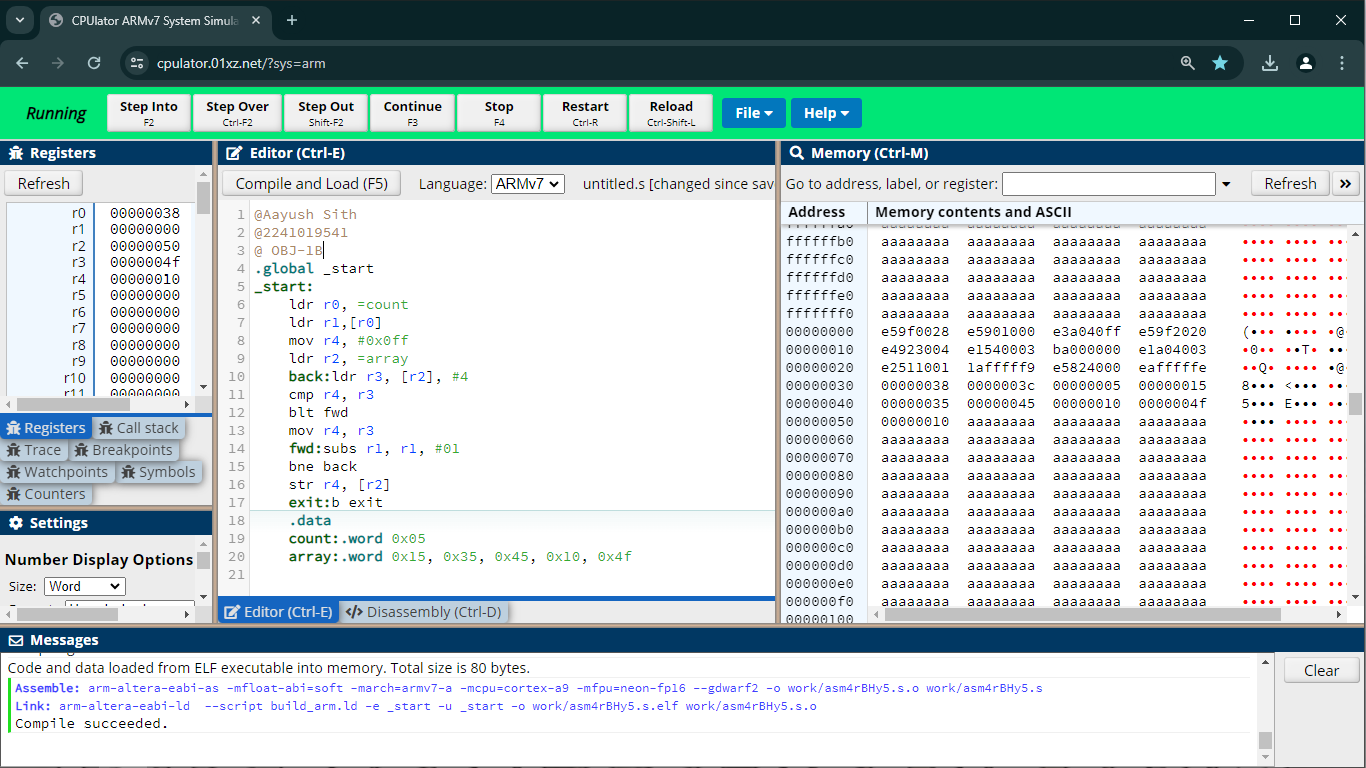 CPUlator ARMv7 System Simula
cpulator.01xz.net/?sys=arm
Running
Step Into
F2
Step Over
Ctrl-F2
Step Out
Shift-F2
Continue
F3
Stop
F4
Restart
Ctrl-R
Reload
Ctrl-Shift-L
File
Help
Registers
Refresh
r0 00000038
r1 00000000
r2 00000050
r3 0000004f
r4 00000010
r5 00000000
r6 00000000
r7 00000000
r8 00000000
r9 00000000
r10 00000000
r11 00000000
Registers
Call stack
Trace
Breakpoints
Watchpoints
Symbols
Counters
Settings
Number Display Options
Size: Word
Editor (Ctrl-E)
Compile and Load (F5) Language: ARMv7 untitled.s [changed since sav
1 @Aayush Sith
2 @2241019541
3 @ OBJ-1B
4 .global _start
5 _start:
6 ldr r0, =count
7 ldr r1,[r0]
8 mov r4, #0x0ff
9 ldr r2, =array
10 back:ldr r3, [r2], #4
11 cmp r4, r3
12 blt fwd
13 mov r4, r3
14 fwd:subs r1, r1, #01
15 bne back
16 str r4, [r2]
17 exit:b exit
18 .data
19 count:.word 0x05
20 array:.word 0x15, 0x35, 0x45, 0x10, 0x4f
21
Editor (Ctrl-E)
Disassembly (Ctrl-D)
Memory (Ctrl-M)
Go to address, label, or register:
Refresh
Address Memory contents and ASCII
ffffffb0 aaaaaaaa aaaaaaaa aaaaaaaa aaaaaaaa
ffffffc0 aaaaaaaa aaaaaaaa aaaaaaaa aaaaaaaa
ffffffd0 aaaaaaaa aaaaaaaa aaaaaaaa aaaaaaaa
ffffffe0 aaaaaaaa aaaaaaaa aaaaaaaa aaaaaaaa
fffffff0 aaaaaaaa aaaaaaaa aaaaaaaa aaaaaaaa
00000000 e59f0028 e5901000 e3a040ff e59f2020 (••• •••• •@
00000010 e4923004 e1540003 ba000000 e1a04003 •0•• ••T• ••
00000020 e2511001 1afffff9 e5824000 eafffffe ••Q• •••• •@
00000030 00000038 0000003c 00000005 00000015 8••• <••• ••
00000040 00000035 00000045 00000010 0000004f 5••• E••• ••
00000050 00000010 aaaaaaaa aaaaaaaa aaaaaaaa
00000060 aaaaaaaa aaaaaaaa aaaaaaaa aaaaaaaa
00000070 aaaaaaaa aaaaaaaa aaaaaaaa aaaaaaaa
00000080 aaaaaaaa aaaaaaaa aaaaaaaa aaaaaaaa
00000090 aaaaaaaa aaaaaaaa aaaaaaaa aaaaaaaa
000000a0 aaaaaaaa aaaaaaaa aaaaaaaa aaaaaaaa
000000b0 aaaaaaaa aaaaaaaa aaaaaaaa aaaaaaaa
000000c0 aaaaaaaa aaaaaaaa aaaaaaaa aaaaaaaa
000000d0 aaaaaaaa aaaaaaaa aaaaaaaa aaaaaaaa
000000e0 aaaaaaaa aaaaaaaa aaaaaaaa aaaaaaaa
000000f0 aaaaaaaa aaaaaaaa aaaaaaaa aaaaaaaa
00000100
Messages
Clear
Code and data loaded from ELF executable into memory. Total size is 80 bytes.
Assemble: arm-altera-eabi-as -mfloat-abi=soft -march=armv7-a -mcpu=cortex-a9 -mfpu=neon-fp16 --gdwarf2 -o work/asm4rBHy5.s.o work/asm4rBHy5.s
Link: arm-altera-eabi-ld --script build_arm.ld -e _start -u _start -o work/asm4rBHy5.s.elf work/asm4rBHy5.s.o
Compile succeeded.